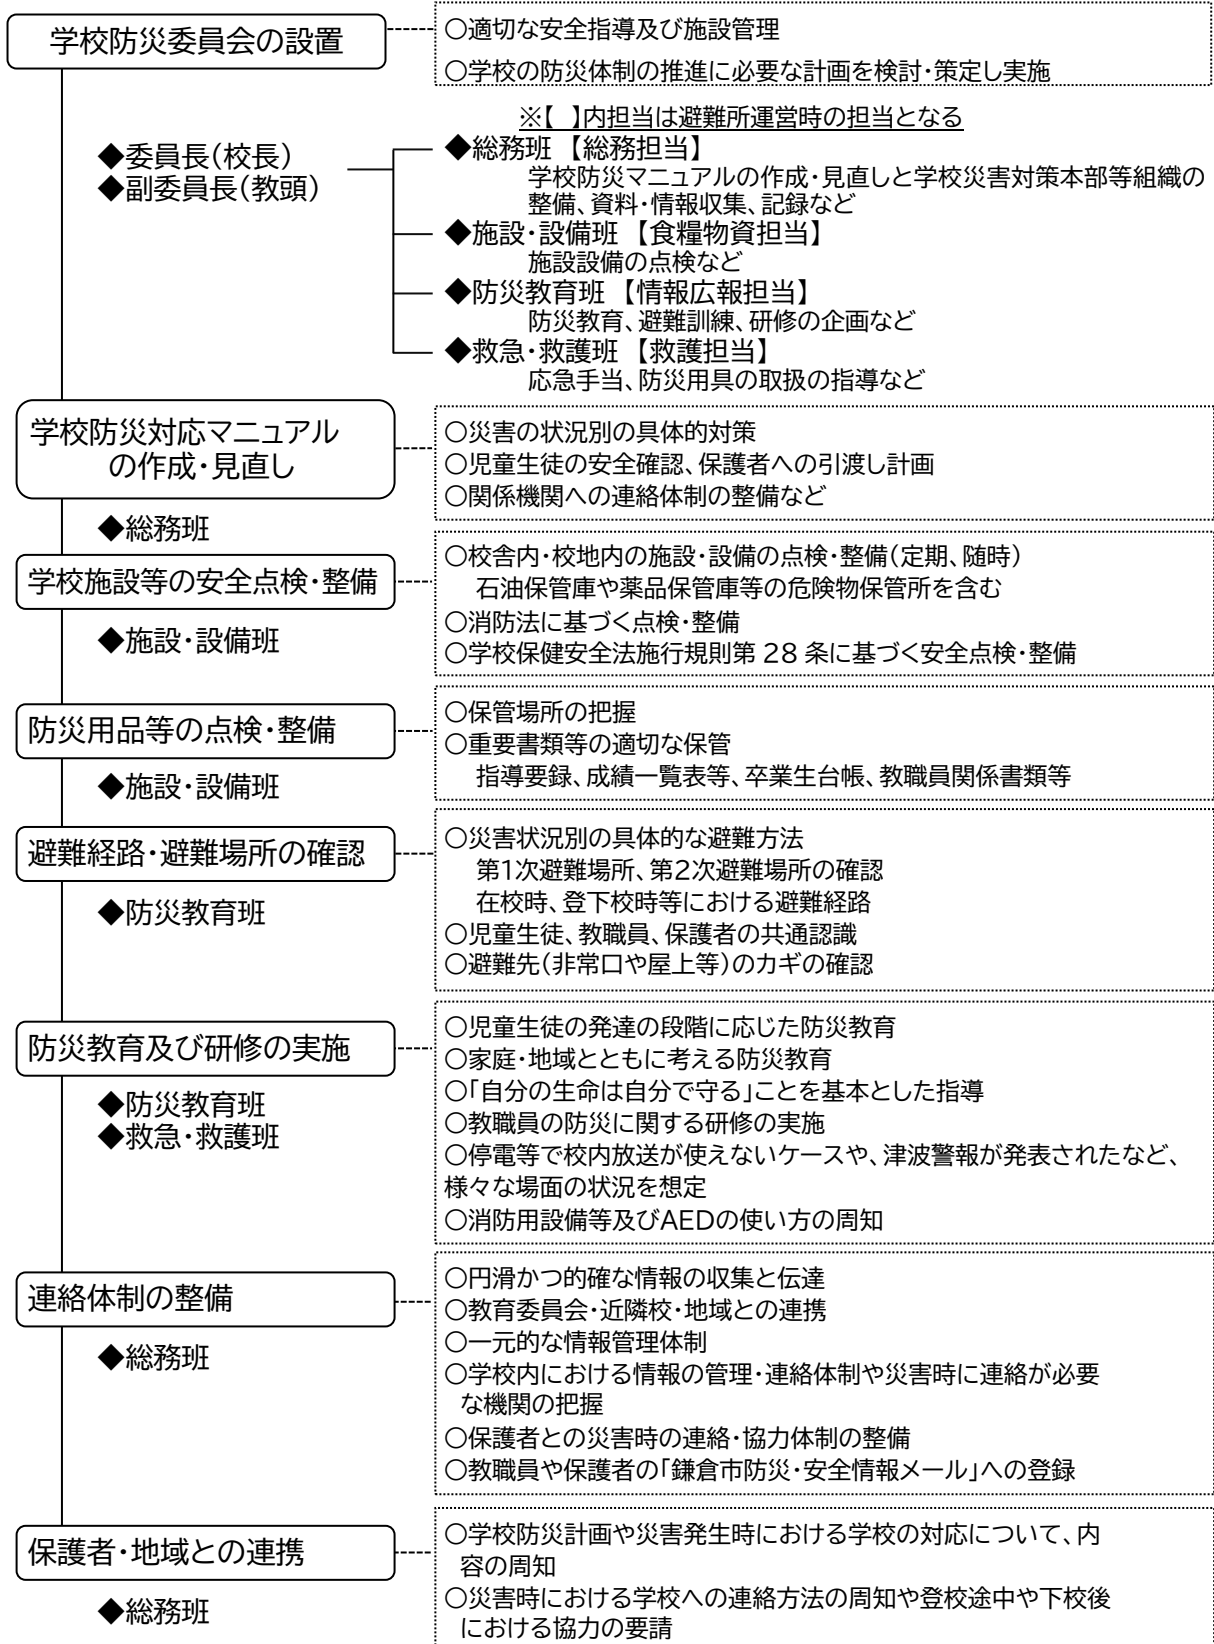 学校防災委員会の設置
○適切な安全指導及び施設管理
○学校の防災体制の推進に必要な計画を検討・策定し実施
※【 】内担当は避難所運営時の担当となる
◆委員長(校長)
◆副委員長(教頭)
◆総務班 【総務担当】
学校防災マニュアルの作成・見直しと学校災害対策本部等組織の
整備、資料・情報収集、記録など
◆施設・設備班 【食糧物資担当】
施設設備の点検など
◆防災教育班 【情報広報担当】
防災教育、避難訓練、研修の企画など
◆救急・救護班 【救護担当】
応急手当、防災用具の取扱の指導など
学校防災対応マニュアル
の作成・見直し
◆総務班
○災害の状況別の具体的対策
○児童生徒の安全確認、保護者への引渡し計画
○関係機関への連絡体制の整備など
学校施設等の安全点検・整備
◆施設・設備班
○校舎内・校地内の施設・設備の点検・整備(定期、随時)
石油保管庫や薬品保管庫等の危険物保管所を含む
○消防法に基づく点検・整備
○学校保健安全法施行規則第 28 条に基づく安全点検・整備
防災用品等の点検・整備
◆施設・設備班
○保管場所の把握
○重要書類等の適切な保管
指導要録、成績一覧表等、卒業生台帳、教職員関係書類等
避難経路・避難場所の確認
◆防災教育班
○災害状況別の具体的な避難方法
第1次避難場所、第2次避難場所の確認
在校時、登下校時等における避難経路
○児童生徒、教職員、保護者の共通認識
○避難先(非常口や屋上等)のカギの確認
防災教育及び研修の実施
◆防災教育班
◆救急・救護班
○児童生徒の発達の段階に応じた防災教育
○家庭・地域とともに考える防災教育
○「自分の生命は自分で守る」ことを基本とした指導
○教職員の防災に関する研修の実施
○停電等で校内放送が使えないケースや、津波警報が発表されたなど、
様々な場面の状況を想定
○消防用設備等及びAEDの使い方の周知
連絡体制の整備
◆総務班
○円滑かつ的確な情報の収集と伝達
○教育委員会・近隣校・地域との連携
○一元的な情報管理体制
○学校内における情報の管理・連絡体制や災害時に連絡が必要
な機関の把握
○保護者との災害時の連絡・協力体制の整備
○教職員や保護者の「鎌倉市防災・安全情報メール」への登録
保護者・地域との連携
◆総務班
○学校防災計画や災害発生時における学校の対応について、内
容の周知
○災害時における学校への連絡方法の周知や登校途中や下校後
における協力の要請